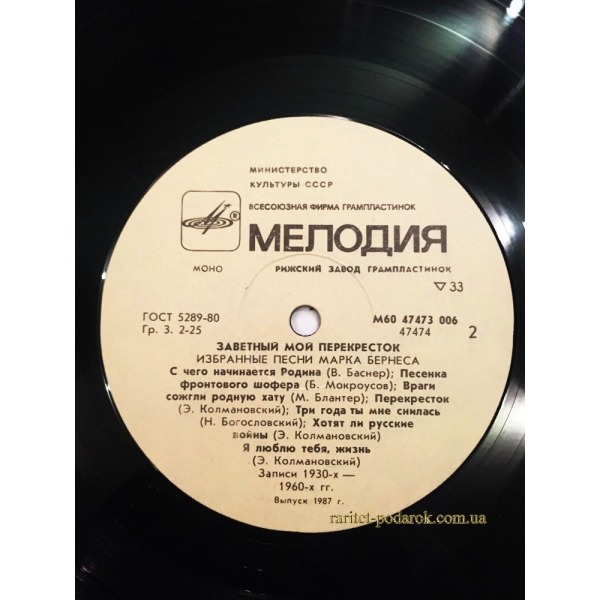 МИНИСТЕРСТВО
КУЛЬТУРЫ СССР
ВСЕСОЮЗНАЯ ФИРМА ГРАМПЛАСТИНОК
® МЕЛОДИЯ
МОНО РИЖСКИЙ ЗАВОД ГРАМПЛАСТИНОК
▽ 33
ГОСТ 5289-80 М60 47473 006
Гр. 3. 2-25 47474 2
ЗАВЕТНЫЙ МОЙ ПЕРЕКРЕСТОК
ИЗБРАННЫЕ ПЕСНИ МАРКА БЕРНЕСА
С чего начинается Родина (В. Баснер); Песенка
фронтового шофера (Б. Мокроусов); Враги
сожгли родную хату (М. Блантер); Перекресток
(Э. Колмановский); Три года ты мне снилась
(Н. Богословский); Хотят ли русские
войны (Э. Колмановский)
Я люблю тебя, жизнь
(Э. Колмановский)
Записи 1930-х —
1960-х гг.
Выпуск 1987 г.
raritet-podarok.com.ua